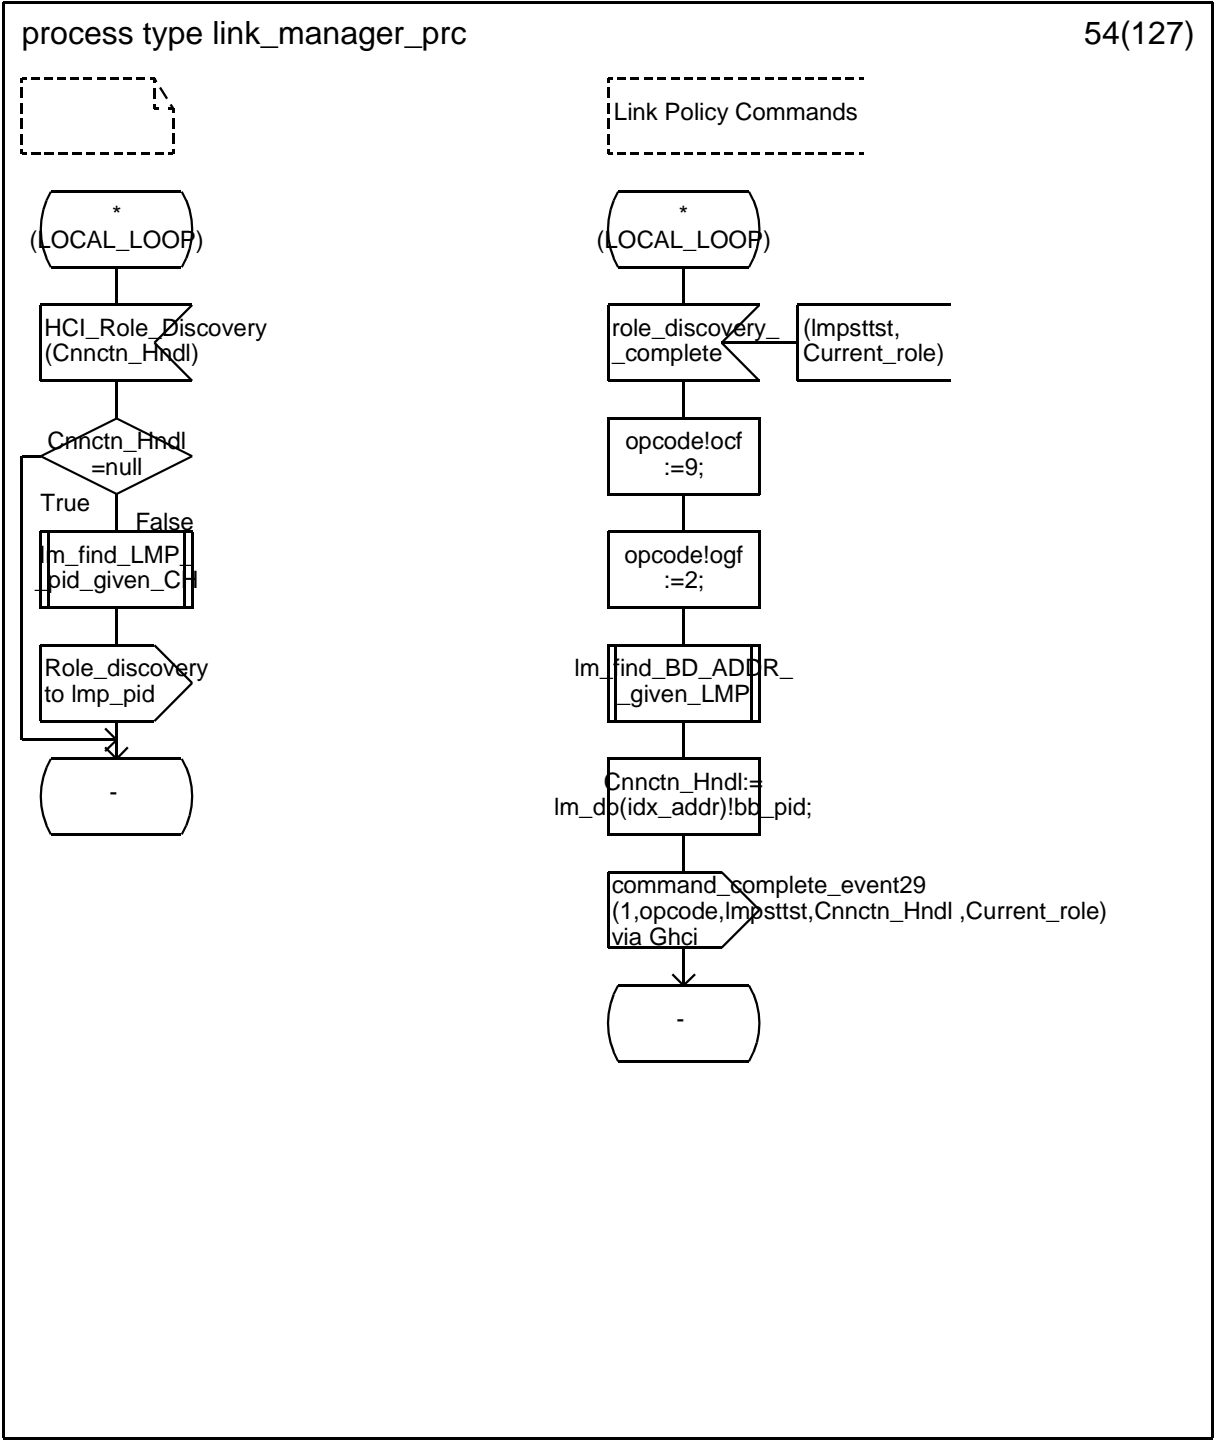 process type link_manager_prc
54(127)
*
(LOCAL_LOOP)
HCI_Role_Discovery
(Cnnctn_Hndl)
Cnnctn_Hndl
=null
True
False
lm_find_LMP_
_pid_given_CH
Role_discovery
to lmp_pid
-
Link Policy Commands
*
(LOCAL_LOOP)
role_discovery_
_complete
(lmpsttst,
Current_role)
opcode!ocf
:=9;
opcode!ogf
:=2;
lm_find_BD_ADDR_
_given_LMP
Cnnctn_Hndl:=
lm_db(idx_addr)!bb_pid;
command_complete_event29
(1,opcode,lmpsttst,Cnnctn_Hndl ,Current_role)
via Ghci
-